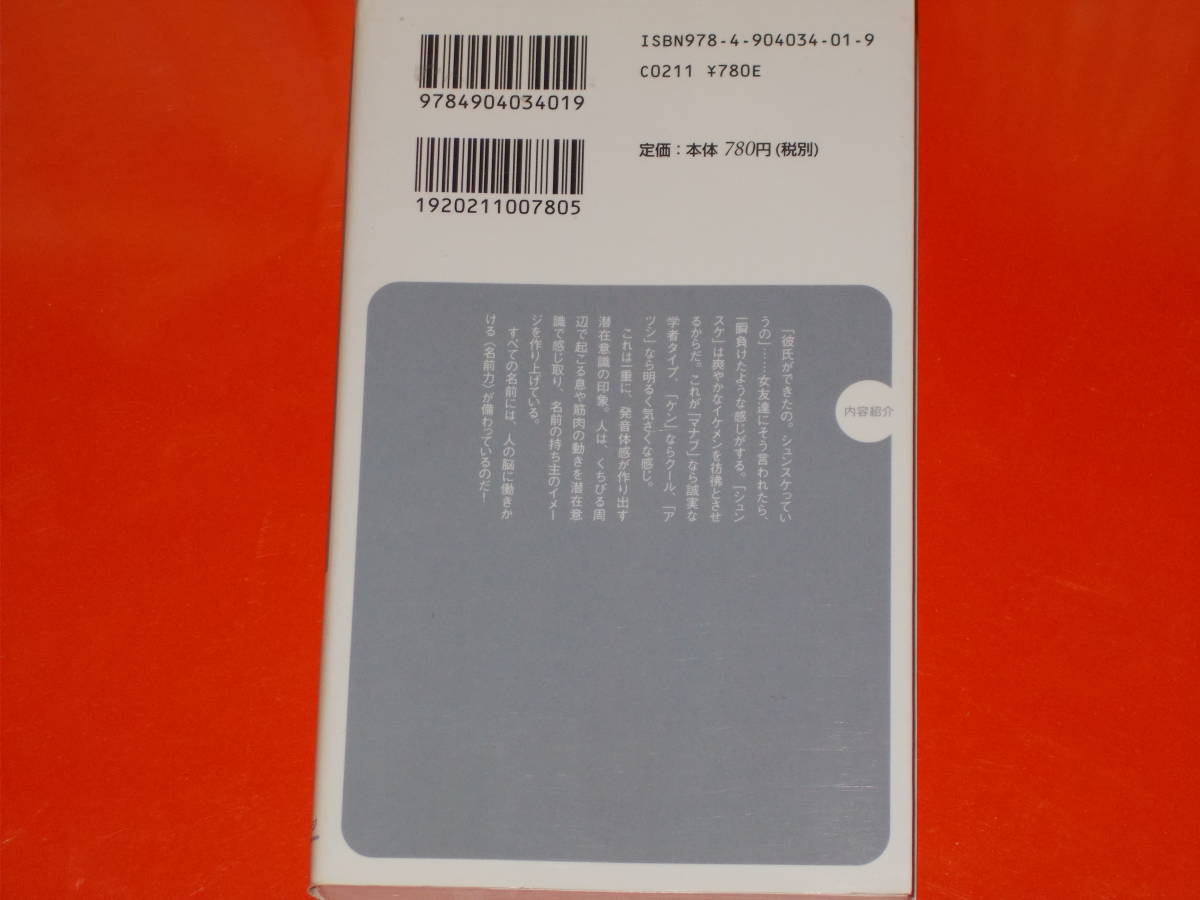 ISBN978-4-904034-01-9
C0211 ¥780E
9784904034019
定価：本体 780円（税別）
1920211007805
内容紹介
「彼氏ができたの。シュンスケってい
うの」……女友達にそう言われたら、
一瞬負けたような感じがする。「シュン
スケ」は爽やかなイケメンを彷彿とさせ
るからだ。これが「マナブ」なら誠実な
学者タイプ、「ケン」ならクール、「ア
ツシ」なら明るく気さくな感じ。
これは一重に、発音体感が作り出す
潜在意識の印象。人は、くちびる周
辺で起こる息や筋肉の動きを潜在意
識で感じ取り、名前の持ち主のイメー
ジを作り上げている。
すべての名前には、人の脳に働きか
ける〈名前力〉が備わっているのだ！